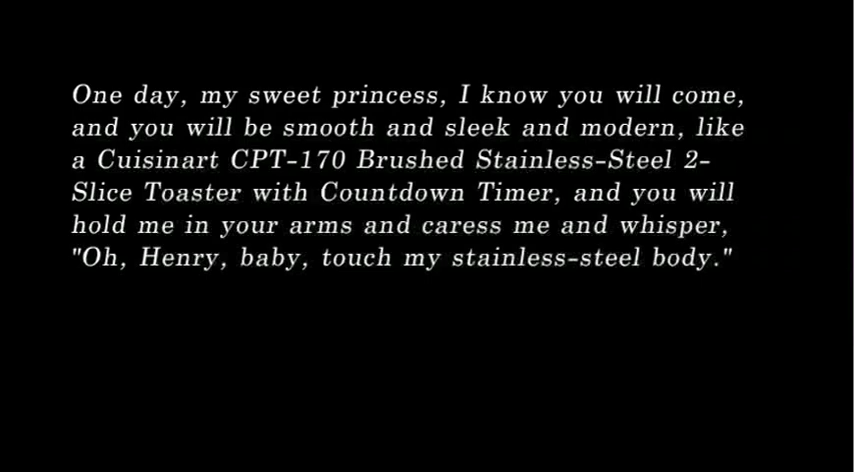 One day, my sweet princess, I know you will come,
and you will be smooth and sleek and modern, like
a Cuisinart CPT-170 Brushed Stainless-Steel 2-
Slice Toaster with Countdown Timer, and you will
hold me in your arms and caress me and whisper,
"Oh, Henry, baby, touch my stainless-steel body."